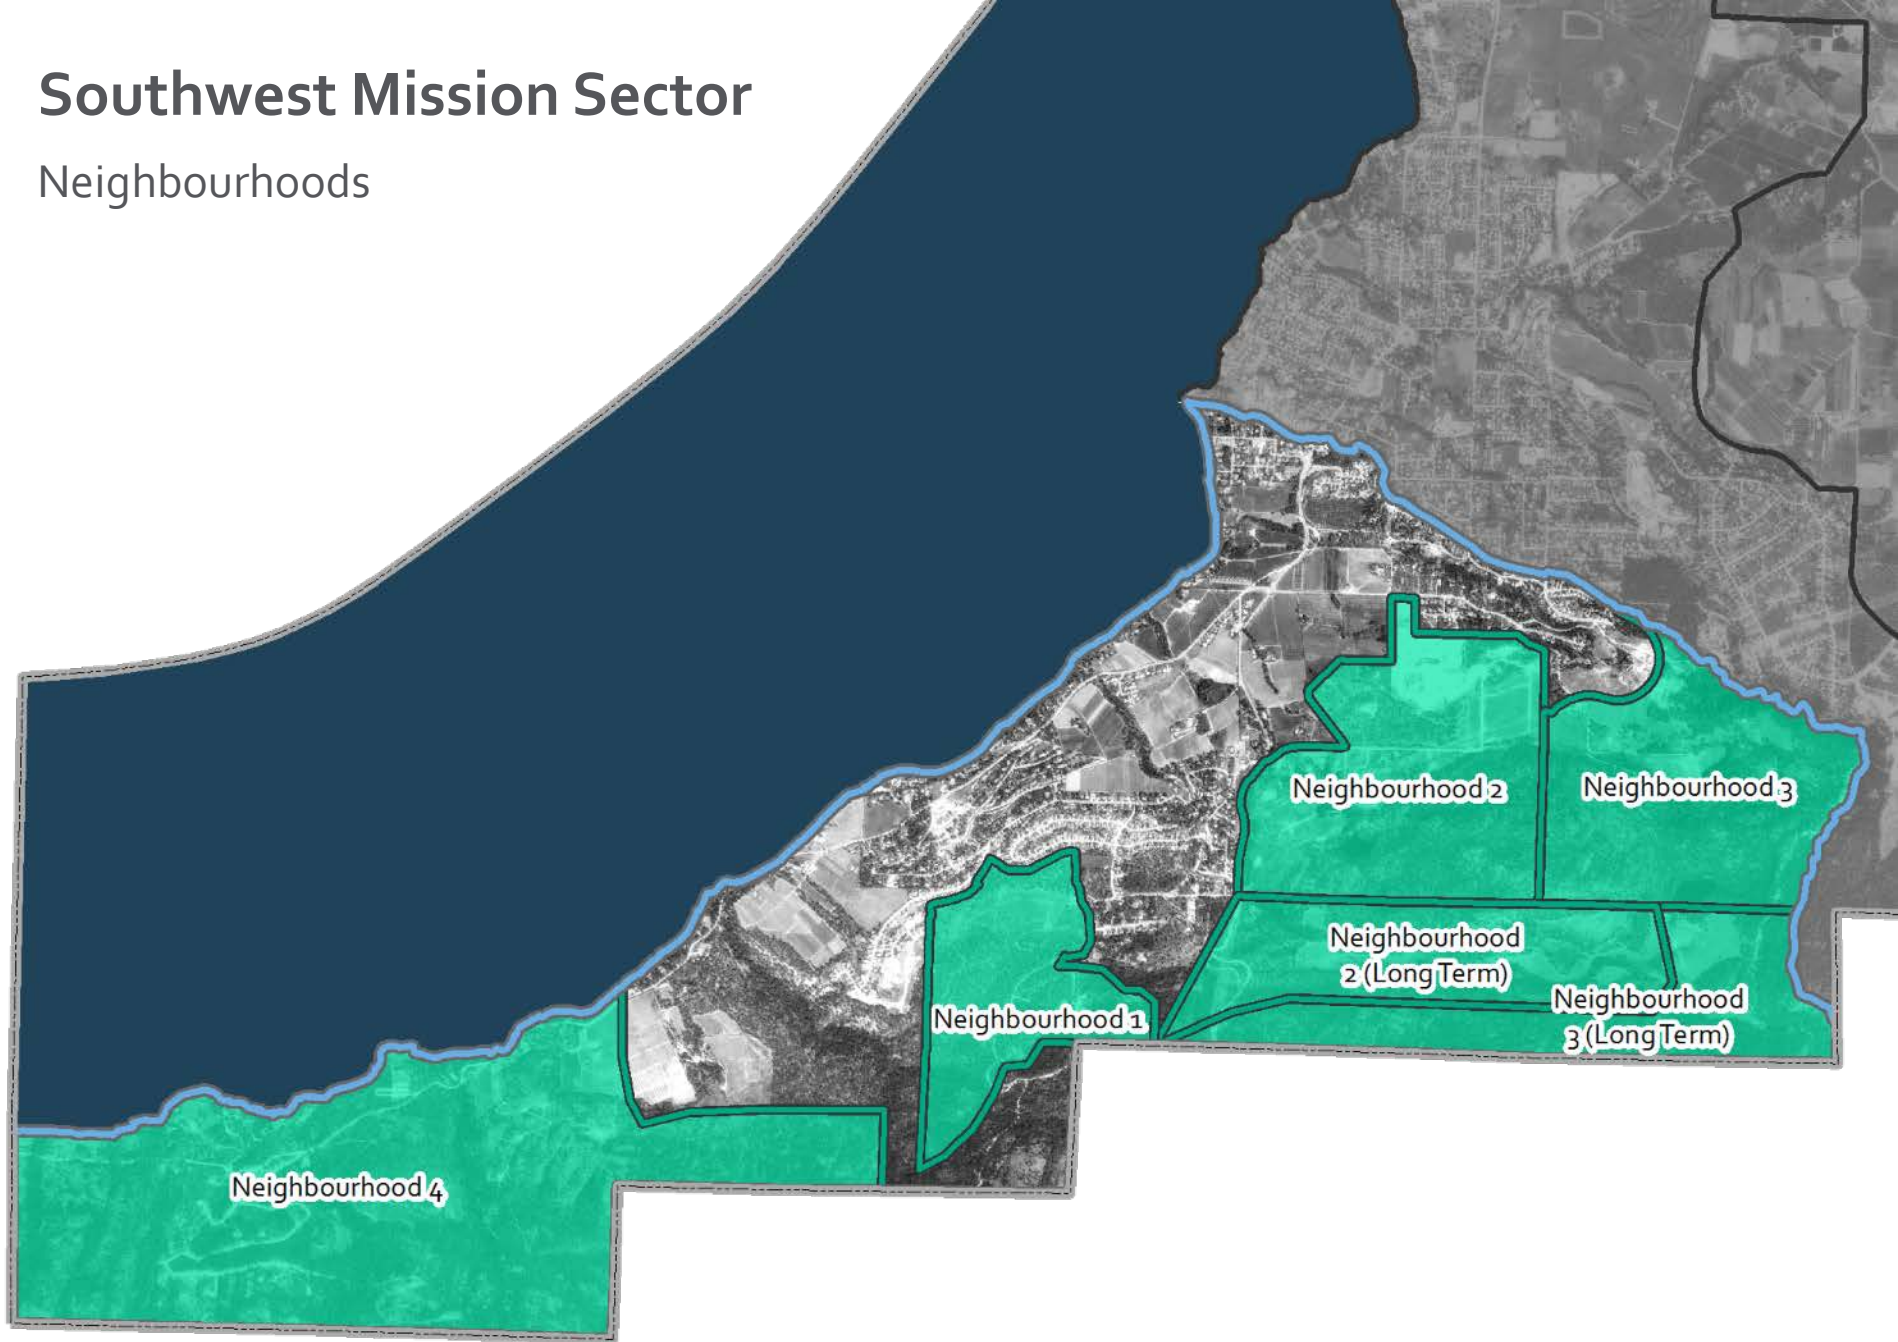 Southwest Mission Sector
Neighbourhoods
Neighbourhood 2
Neighbourhood 3
Neighbourhood
2 (Long Term)
Neighbourhood
3 (Long Term)
Neighbourhood 1
Neighbourhood 4